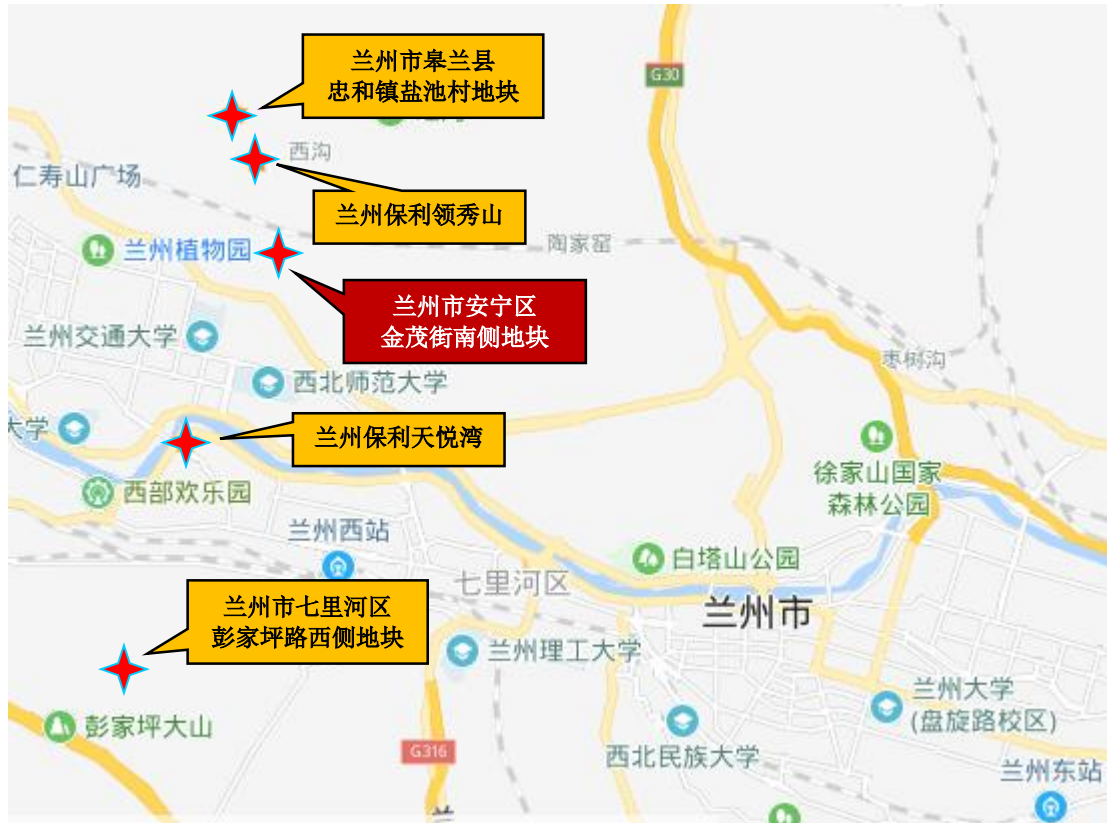 兰州市皋兰县
忠和镇盐池村地块
G30
西沟
仁寿山广场
兰州保利领秀山
陶家窑
兰州植物园
兰州市安宁区
金茂街南侧地块
兰州交通大学
枣树沟
西北师范大学
大学
兰州保利天悦湾
徐家山国家
森林公园
西部欢乐园
兰州西站
白塔山公园
七里河区
兰州市
兰州市七里河区
彭家坪路西侧地块
兰州理工大学
兰州大学
(盘旋路校区)
彭家坪大山
西北民族大学
G316
兰州东站